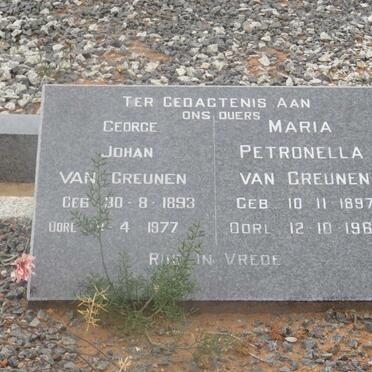 TER GEDAGTENIS AAN
ONS OUERS
GEORGE
JOHAN
VAN GREUNEN
GEB 30-8-1893
OORL -4 1977
MARIA
PETRONELLA
VAN GREUNEN
GEB 10 11 1897
OORL 12-10-196
RUS IN VREDE